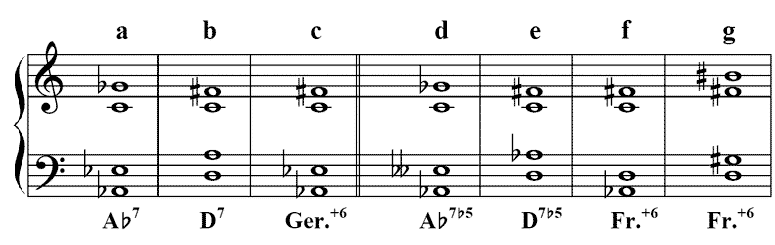 a b c d e f g
A♭7 D7 Ger.+6 A♭7♭5 D7♭5 Fr.+6 Fr.+6